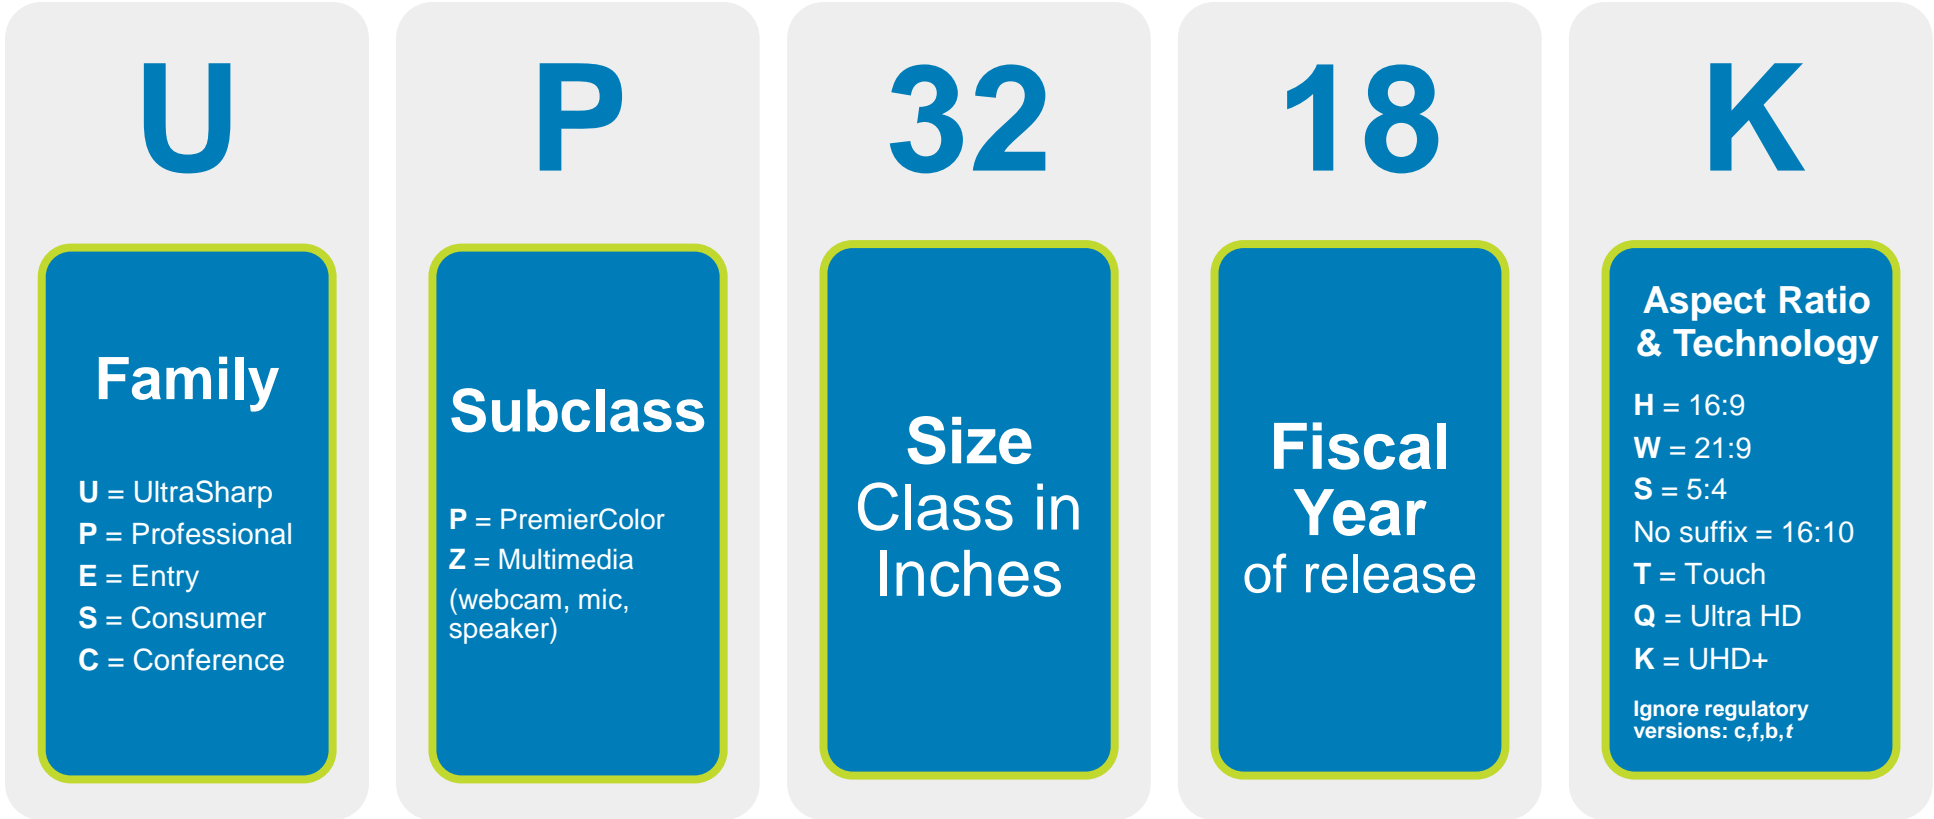 U
Family
U = UltraSharp
P = Professional
E = Entry
S = Consumer
C = Conference
P
Subclass
P = PremierColor
Z = Multimedia
(webcam, mic,
speaker)
32
Size
Class in
Inches
18
Fiscal
Year
of release
K
Aspect Ratio
& Technology
H = 16:9
W = 21:9
S = 5:4
No suffix = 16:10
T = Touch
Q = Ultra HD
K = UHD+
Ignore regulatory
versions: c,f,b,t